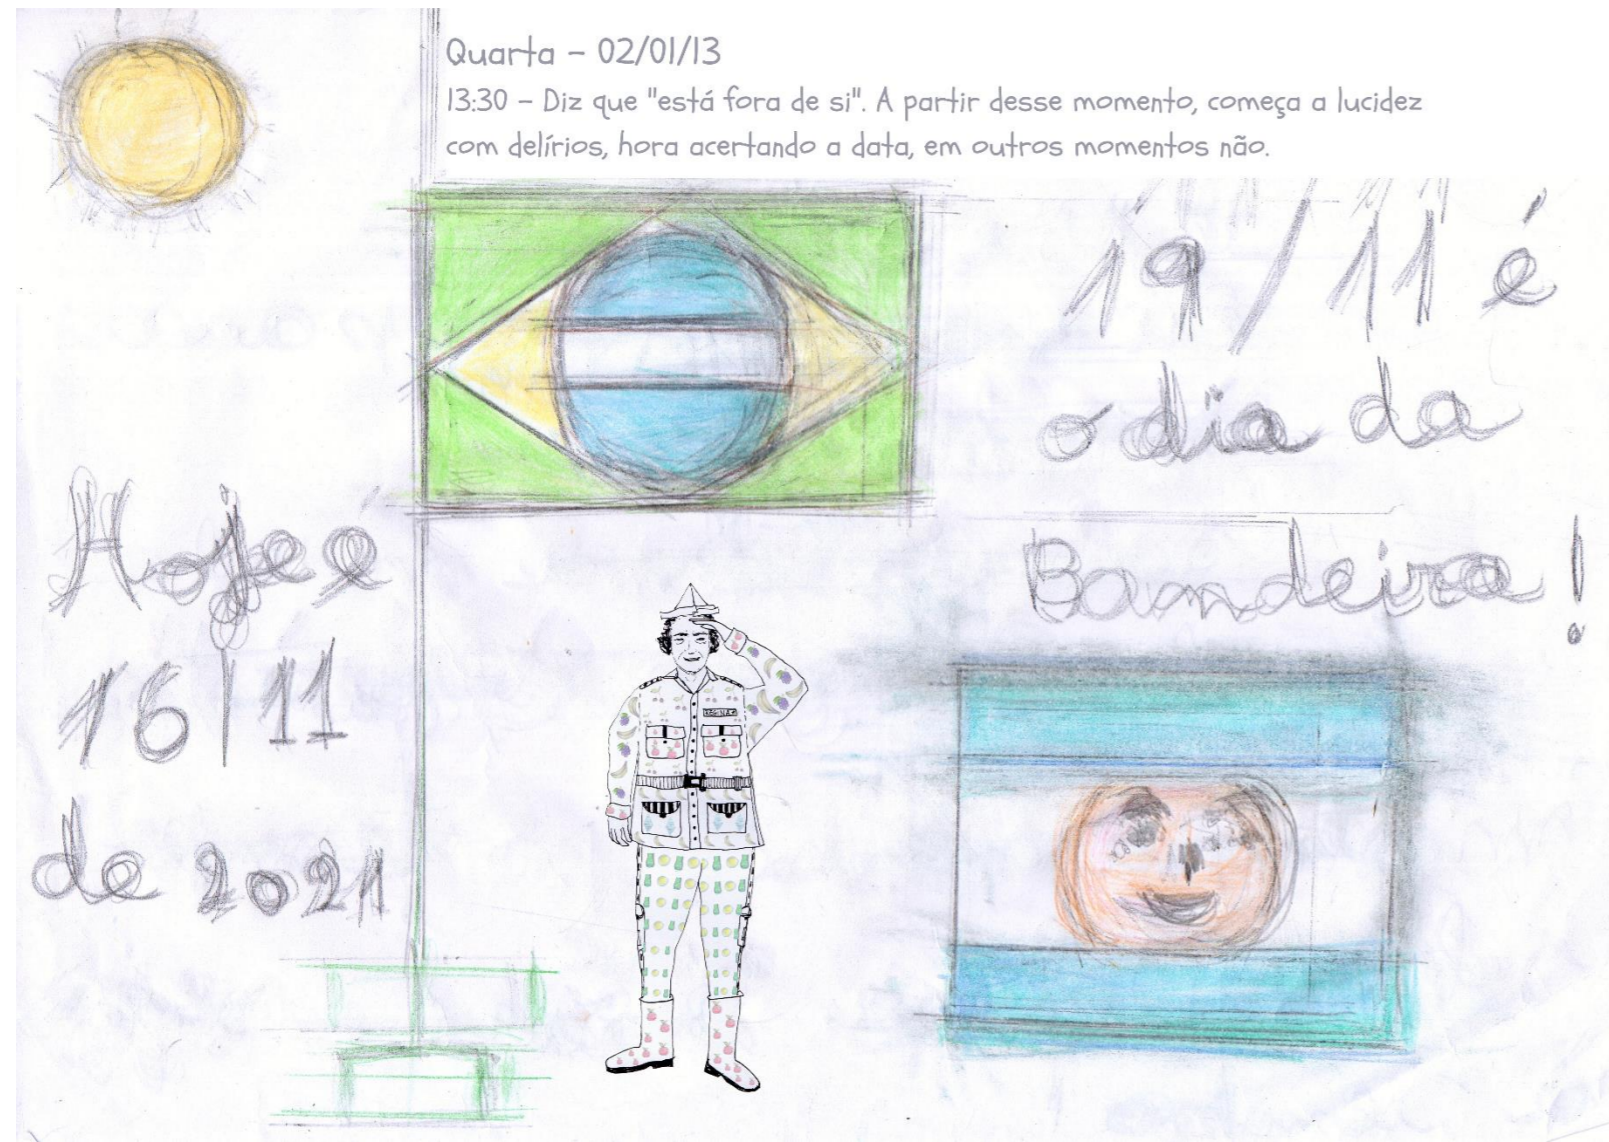 Quarta - 02/01/13
13:30 - Diz que "está fora de si". A partir desse momento, começa a lucidez
com delírios, hora acertando a data, em outros momentos não.
19/11 é
o dia da
Bandeira!
Hoje é
16/11
de 2021
REGINA